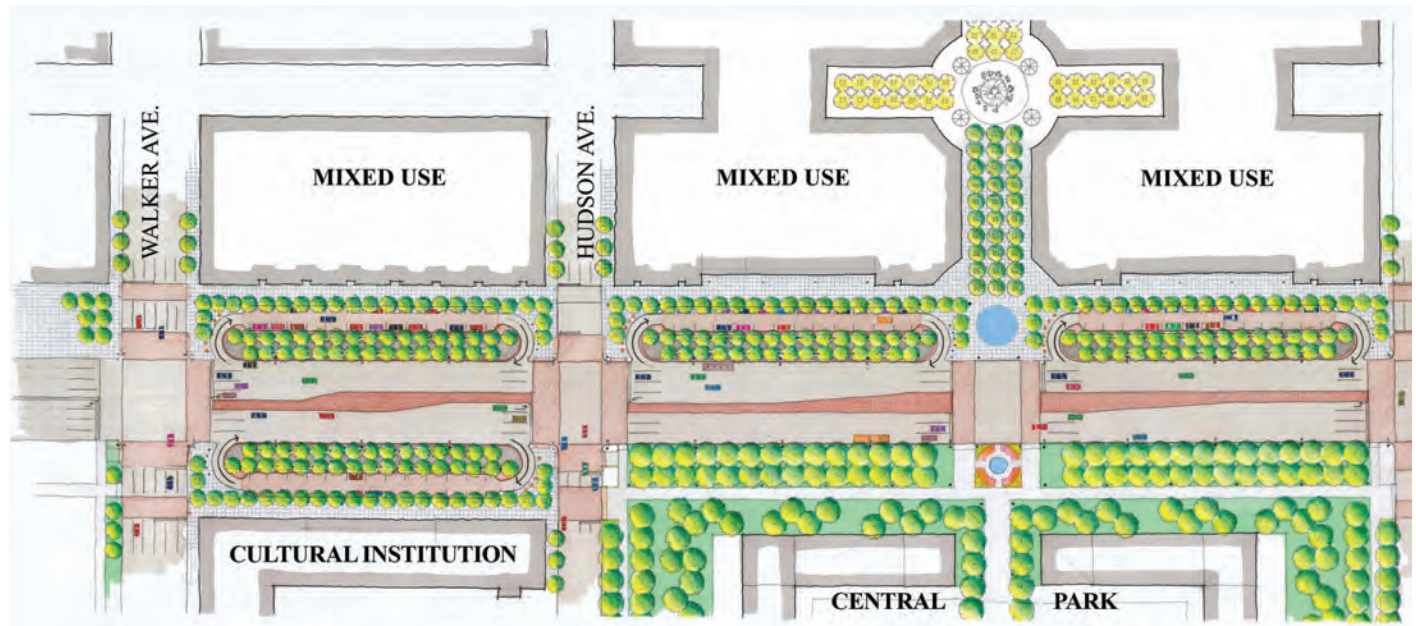 WALKER AVE.
MIXED USE
HUDSON AVE.
MIXED USE
MIXED USE
CULTURAL INSTITUTION
CENTRAL PARK